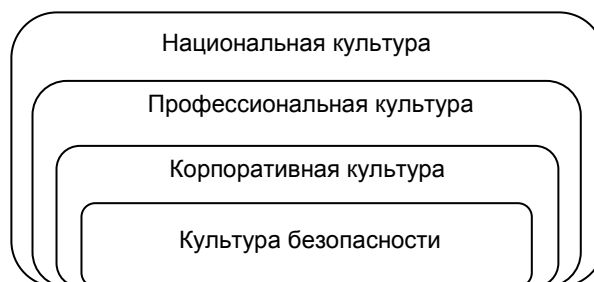 Национальная культура
Профессиональная культура
Корпоративная культура
Культура безопасности